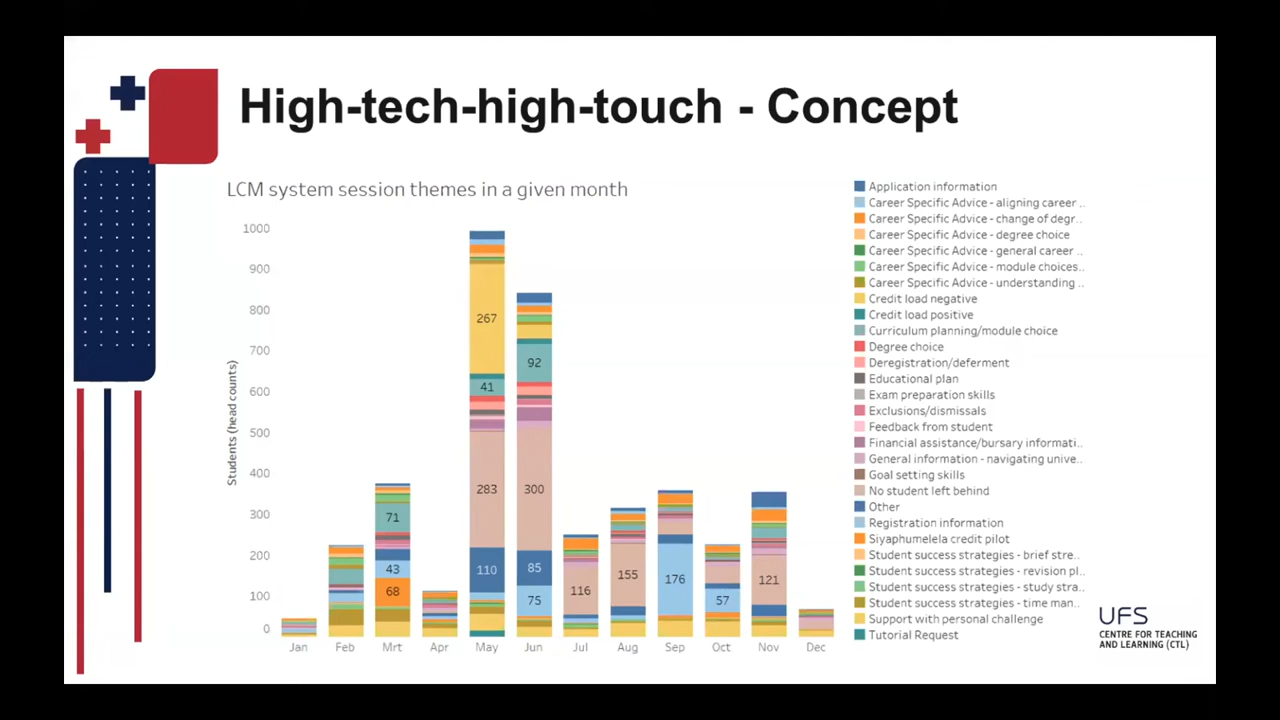 High-tech-high-touch - Concept
LCM system session themes in a given month
Students (head counts)
1000
900
800
700
600
500
400
300
200
100
0
267
41
283
110
92
300
85
75
71
43
68
116
155
176
57
121
Jan
Feb
Mrt
Apr
May
Jun
Jul
Aug
Sep
Oct
Nov
Dec
Application information
Career Specific Advice - aligning career ..
Career Specific Advice - change of degr..
Career Specific Advice - degree choice
Career Specific Advice - general career ..
Career Specific Advice - module choices..
Career Specific Advice - understanding ..
Credit load negative
Credit load positive
Curriculum planning/module choice
Degree choice
Deregistration/deferment
Educational plan
Exam preparation skills
Exclusions/dismissals
Feedback from student
Financial assistance/bursary informati..
General information - navigating unive..
Goal setting skills
No student left behind
Other
Registration information
Siyaphumelela credit pilot
Student success strategies - brief stre..
Student success strategies - revision pl..
Student success strategies - study stra..
Student success strategies - time man..
Support with personal challenge
Tutorial Request
UFS
CENTRE FOR TEACHING
AND LEARNING (CTL)